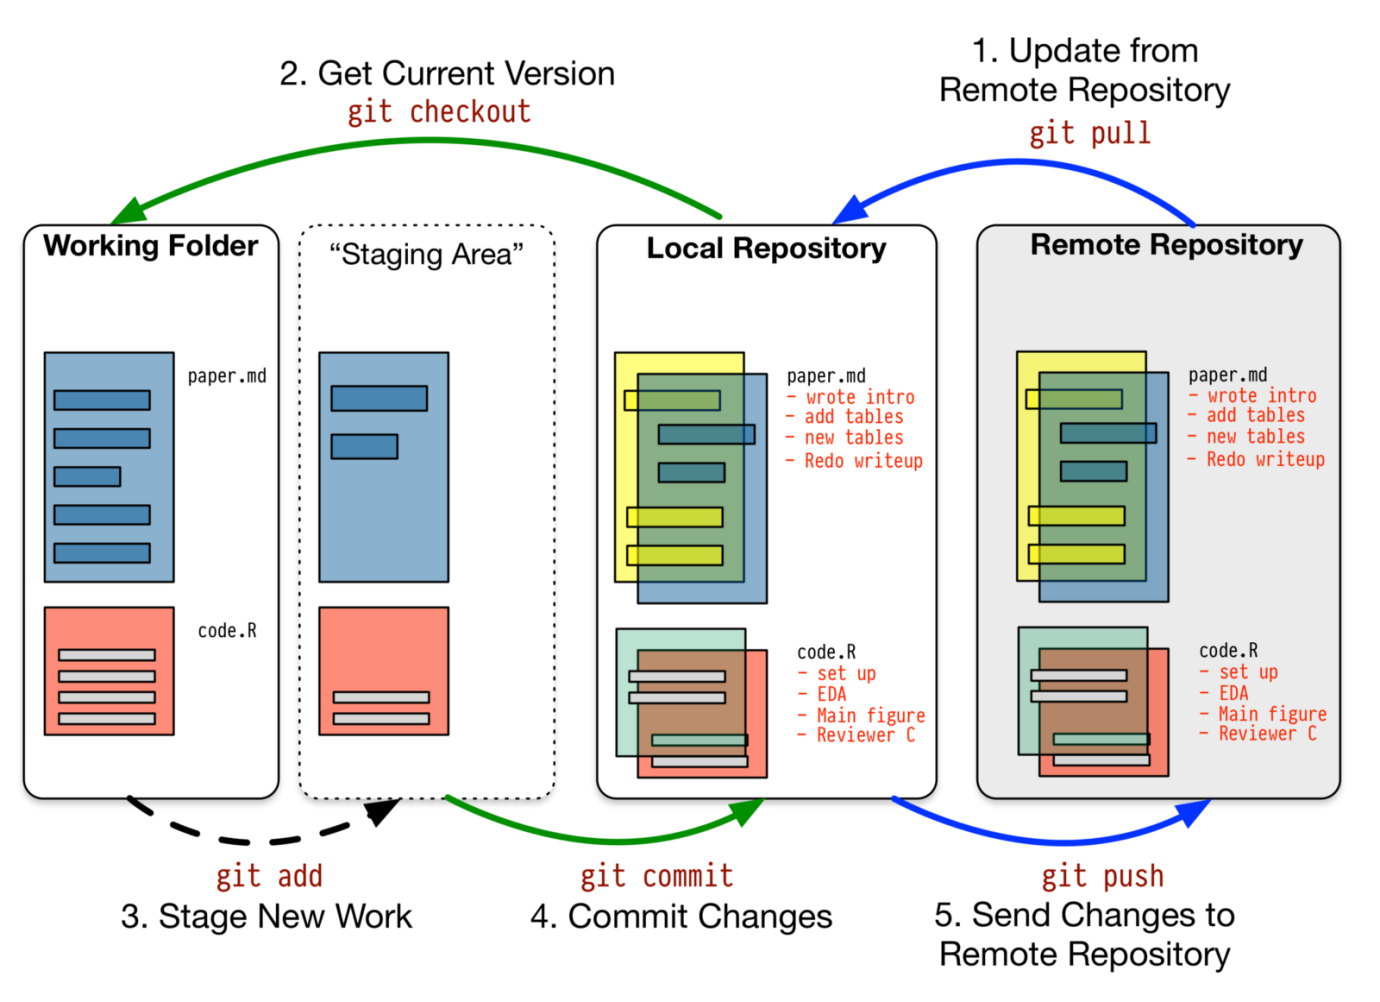 1. Update from
Remote Repository
git pull
2. Get Current Version
git checkout
Working Folder
paper.md
code.R
“Staging Area”
Local Repository
paper.md
- wrote intro
- add tables
- new tables
- Redo writeup
code.R
- set up
- EDA
- Main figure
- Reviewer C
Remote Repository
paper.md
- wrote intro
- add tables
- new tables
- Redo writeup
code.R
- set up
- EDA
- Main figure
- Reviewer C
git add
3. Stage New Work
git commit
4. Commit Changes
git push
5. Send Changes to
Remote Repository